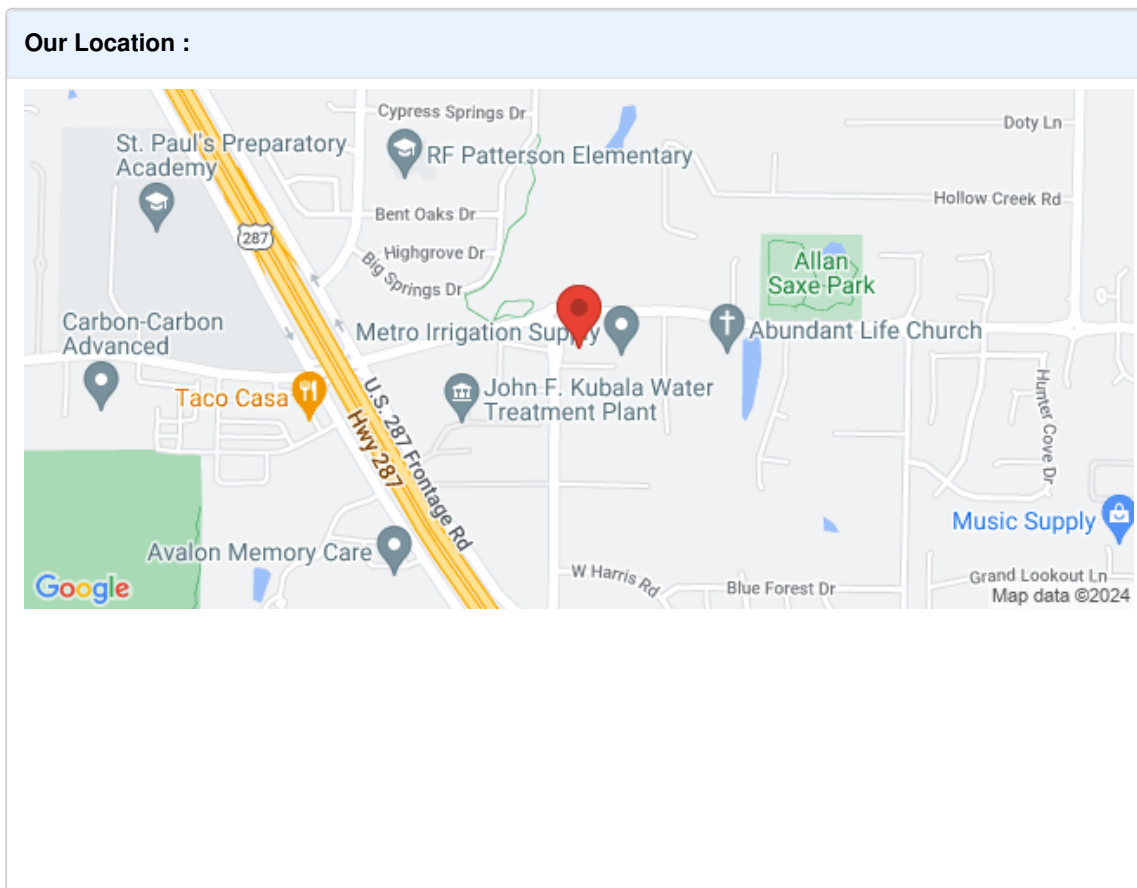 Our Location :
Cypress Springs Dr
Doty Ln
St. Paul's Preparatory
Academy
RF Patterson Elementary
Hollow Creek Rd
Bent Oaks Dr
287
Highgrove Dr
Big Springs Dr
Allan
Saxe Park
Carbon-Carbon
Advanced
Metro Irrigation Supply
Abundant Life Church
Taco Casa
John F. Kubala Water
Treatment Plant
U.S. 287 Frontage Rd
Hwy 287
Hunter Cove Dr
Music Supply
Avalon Memory Care
W Harris Rd
Blue Forest Dr
Grand Lookout Ln
Google
Map data ©2024